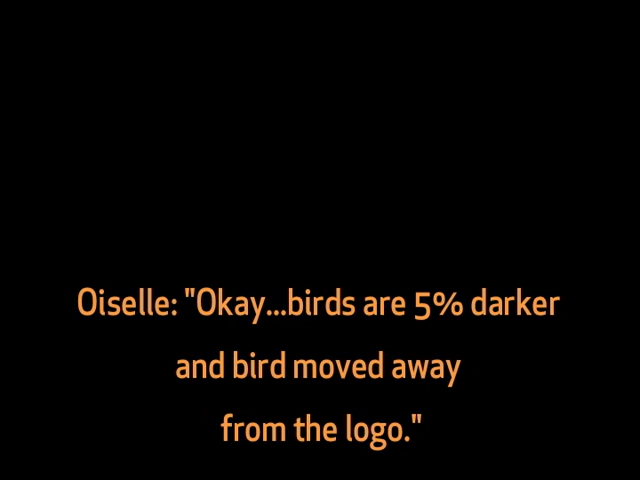 Oiselle: "Okay...birds are 5% darker
and bird moved away
from the logo."